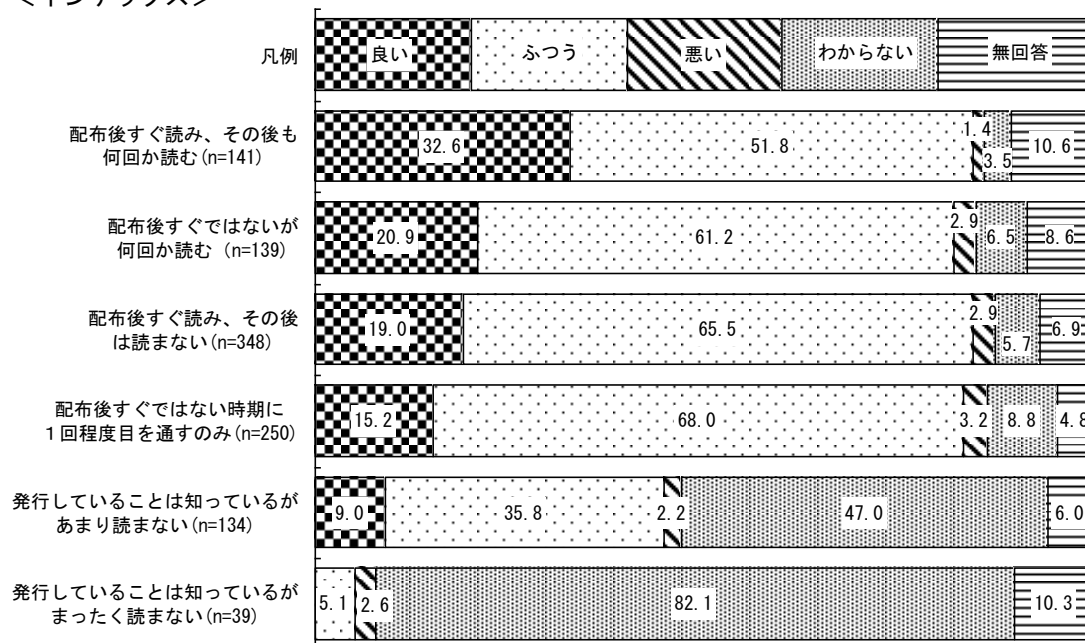 ＜インデックス＞
凡例
良い ふつう 悪い わからない 無回答
配布後すぐ読み、その後も
何回か読む(n=141)
32.6 51.8 1.4 3.5 10.6
配布後すぐではないが
何回か読む (n=139)
20.9 61.2 2.9 6.5 8.6
配布後すぐ読み、その後
は読まない(n=348)
19.0 65.5 2.9 5.7 6.9
配布後すぐではない時期に
１回程度目を通すのみ(n=250)
15.2 68.0 3.2 8.8 4.8
発行していることは知っているが
あまり読まない(n=134)
9.0 35.8 2.2 47.0 6.0
発行していることは知っているが
まったく読まない(n=39)
5.1 2.6 82.1 10.3